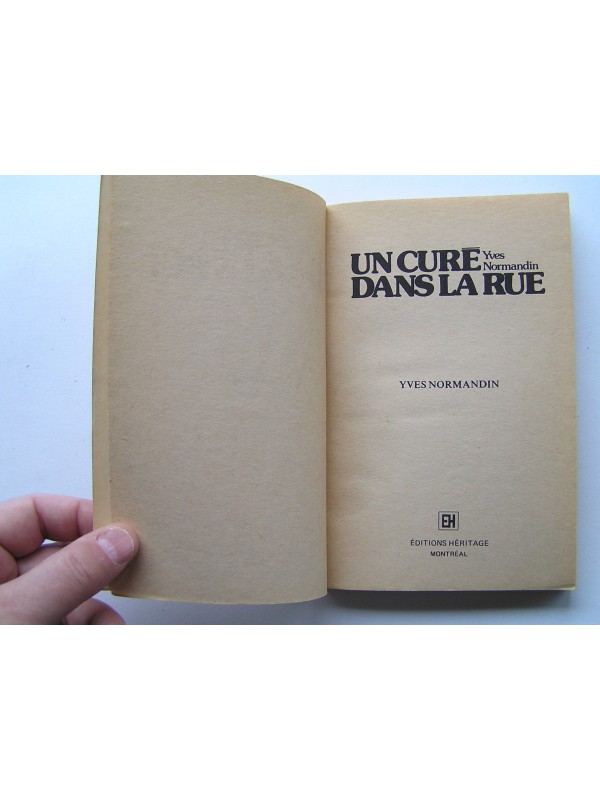 UN CURÉ Yves
Normandin
DANS LA RUE
YVES NORMANDIN
EH
ÉDITIONS HÉRITAGE
MONTRÉAL